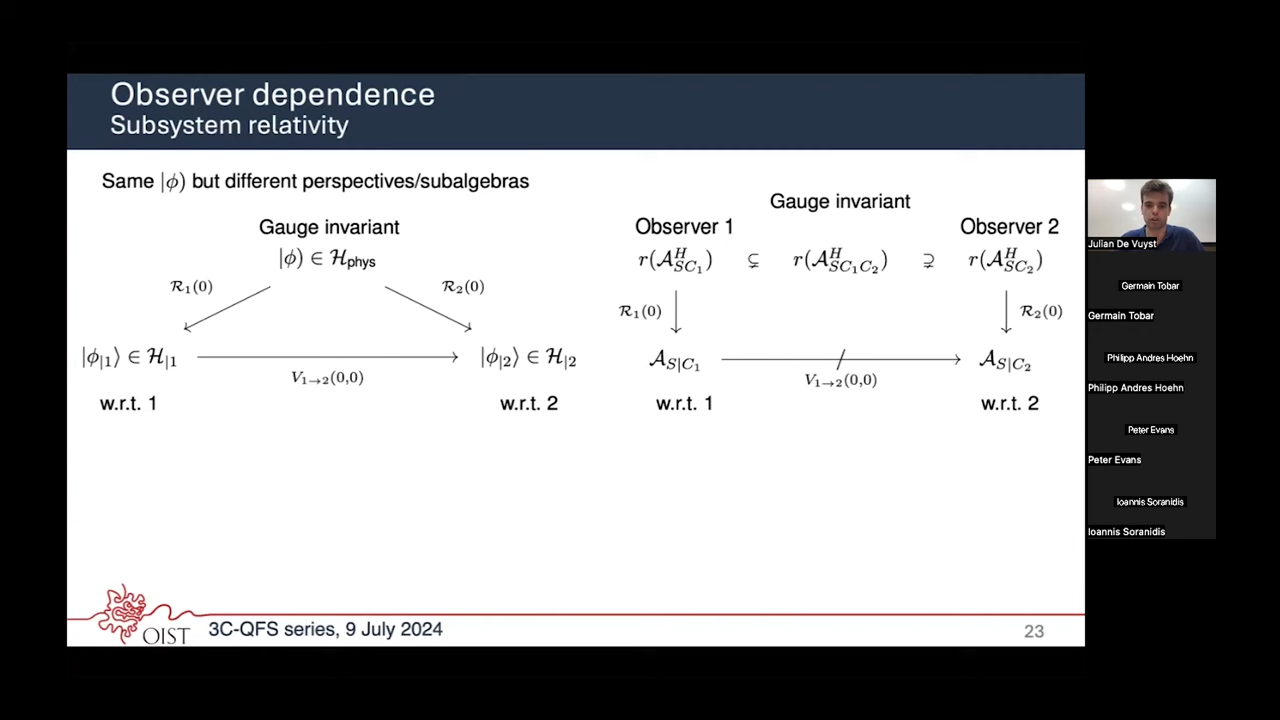 Observer dependence
Subsystem relativity
Same |ϕ) but different perspectives/subalgebras
Gauge invariant
|ϕ) ∈ ℋ_phys
ℛ₁(0)
ℛ₂(0)
|ϕ_|1⟩ ∈ ℋ_|1
V₁→₂(0,0)
|ϕ_|2⟩ ∈ ℋ_|2
w.r.t. 1
w.r.t. 2
Gauge invariant
Observer 1
Observer 2
r(𝒜^H_SC₁) ⊊ r(𝒜^H_SC₁C₂) ⊋ r(𝒜^H_SC₂)
ℛ₁(0)
ℛ₂(0)
𝒜_S|C₁
V₁→₂(0,0)
𝒜_S|C₂
w.r.t. 1
w.r.t. 2
OIST
3C-QFS series, 9 July 2024
23
Julian De Vuyst
Germain Tobar
Germain Tobar
Philipp Andres Hoehn
Philipp Andres Hoehn
Peter Evans
Peter Evans
Ioannis Soranidis
Ioannis Soranidis